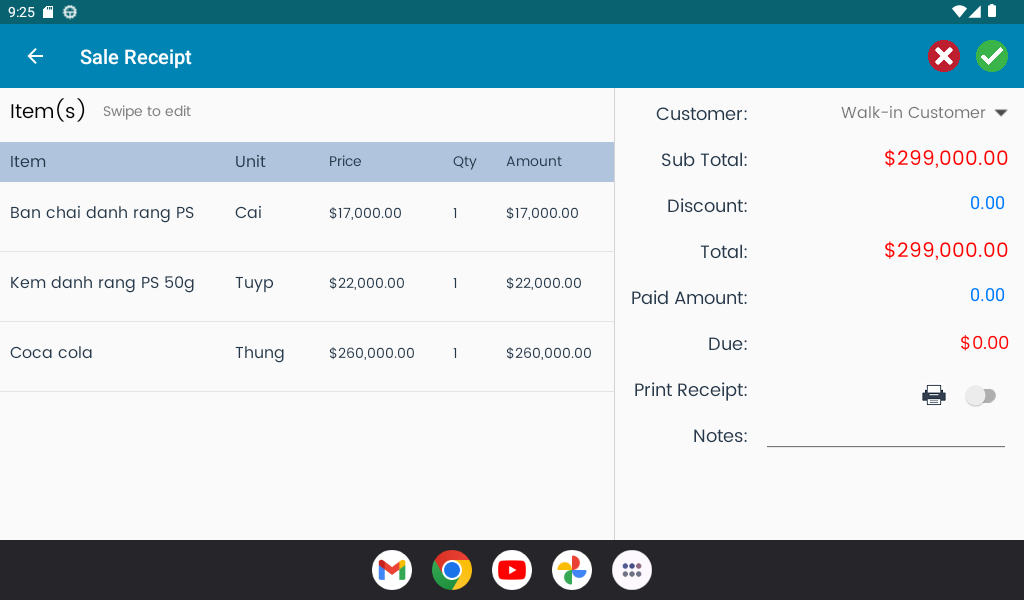 9:25
Sale Receipt
Item(s) Swipe to edit
Item Unit Price Qty Amount
Ban chai danh rang PS Cai $17,000.00 1 $17,000.00
Kem danh rang PS 50g Tuyp $22,000.00 1 $22,000.00
Coca cola Thung $260,000.00 1 $260,000.00
Customer: Walk-in Customer
Sub Total: $299,000.00
Discount: 0.00
Total: $299,000.00
Paid Amount: 0.00
Due: $0.00
Print Receipt:
Notes: